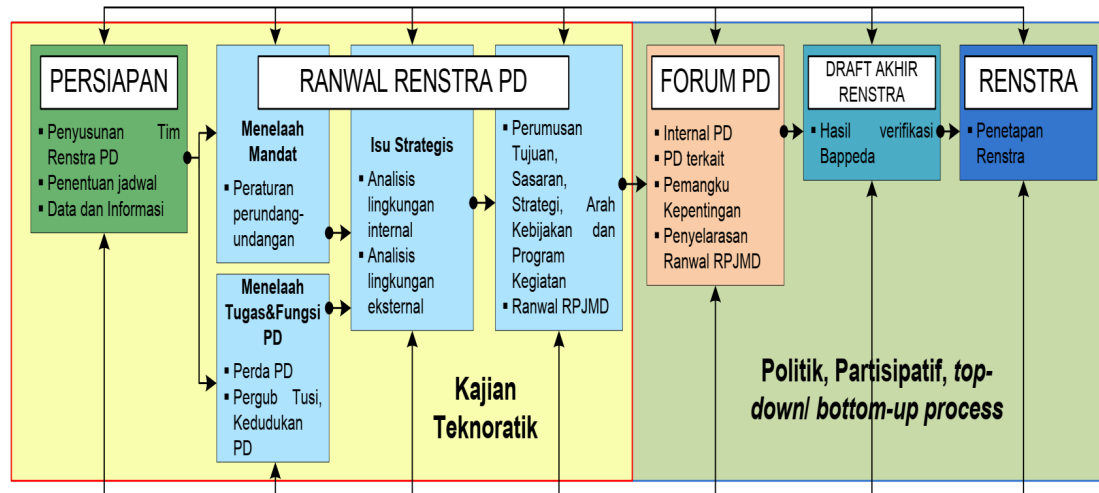 PERSIAPAN
▪ Penyusunan Tim
Renstra PD
▪ Penentuan jadwal
▪ Data dan Informasi
RANWAL RENSTRA PD
Menelaah
Mandat
▪ Peraturan
perundang-
undangan
Menelaah
Tugas&Fungsi
PD
▪ Perda PD
▪ Pergub Tusi,
Kedudukan
PD
Isu Strategis
▪ Analisis
lingkungan
internal
▪ Analisis
lingkungan
eksternal
▪ Perumusan
Tujuan,
Sasaran,
Strategi, Arah
Kebijakan dan
Program
Kegiatan
▪ Ranwal RPJMD
Kajian
Teknoratik
FORUM PD
▪ Internal PD
▪ PD terkait
▪ Pemangku
Kepentingan
▪ Penyelarasan
Ranwal RPJMD
DRAFT AKHIR
RENSTRA
▪ Hasil verifikasi
Bappeda
RENSTRA
▪ Penetapan
Renstra
Politik, Partisipatif, top-
down/ bottom-up process